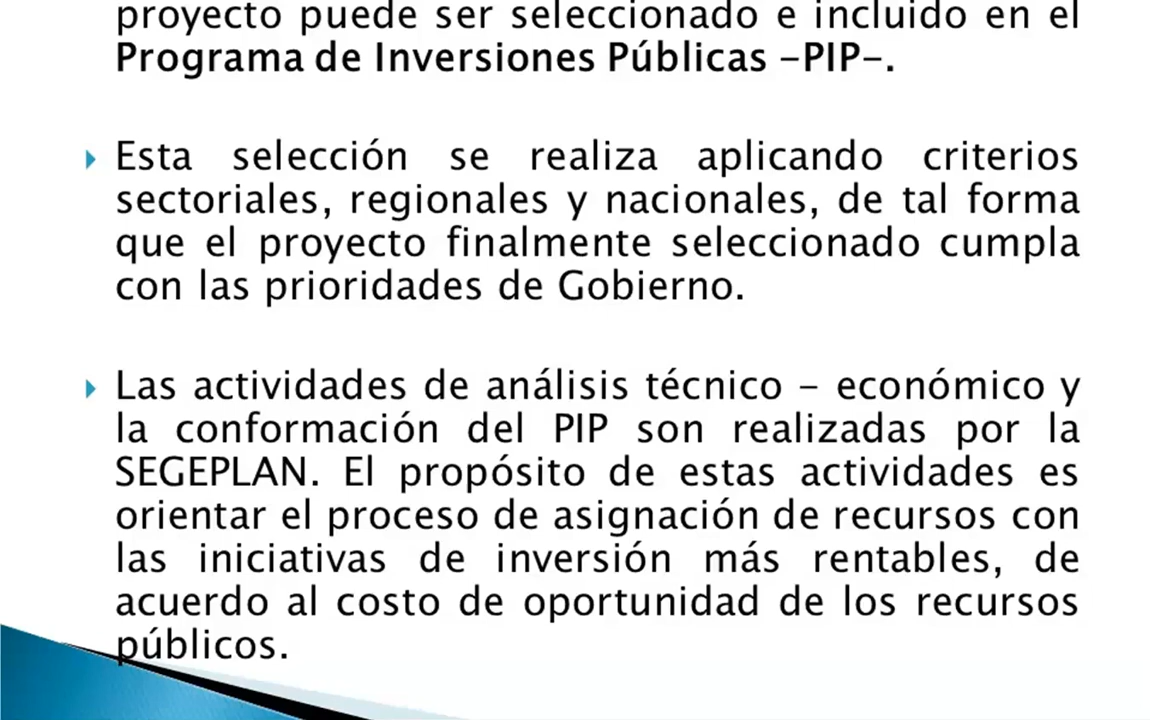 proyecto puede ser seleccionado e incluido en el
Programa de Inversiones Públicas –PIP–.
Esta selección se realiza aplicando criterios
sectoriales, regionales y nacionales, de tal forma
que el proyecto finalmente seleccionado cumpla
con las prioridades de Gobierno.
Las actividades de análisis técnico – económico y
la conformación del PIP son realizadas por la
SEGEPLAN. El propósito de estas actividades es
orientar el proceso de asignación de recursos con
las iniciativas de inversión más rentables, de
acuerdo al costo de oportunidad de los recursos
públicos.